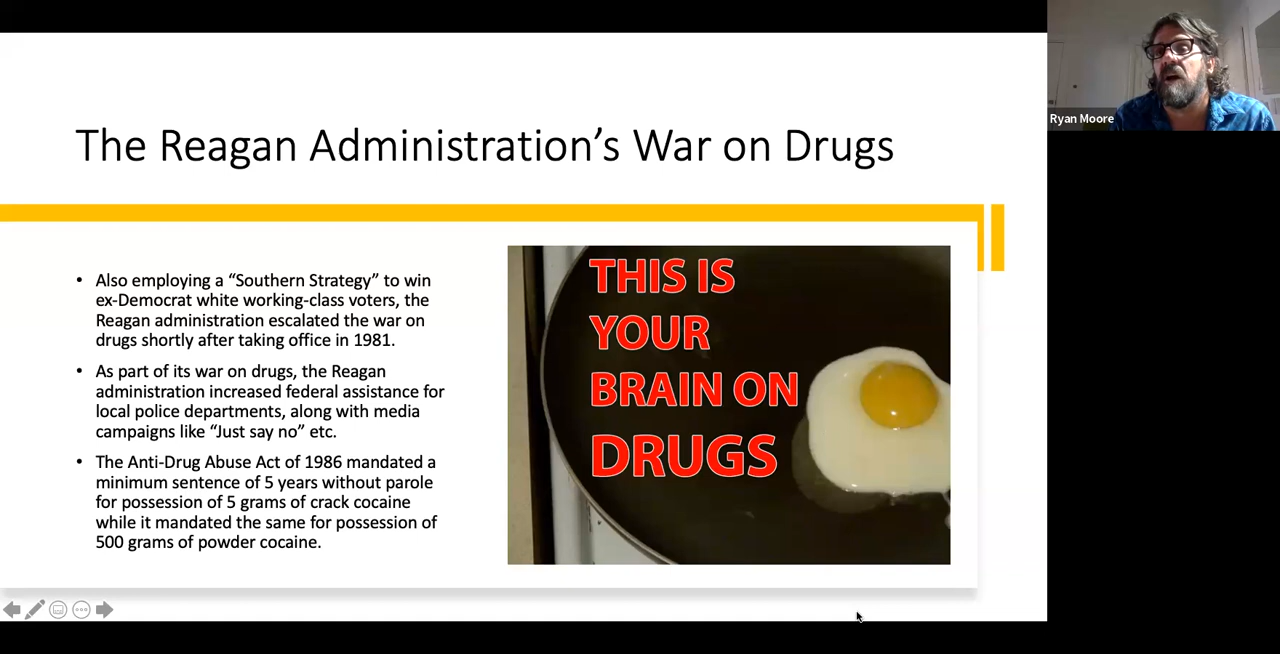 The Reagan Administration’s War on Drugs
• Also employing a “Southern Strategy” to win
ex-Democrat white working-class voters, the
Reagan administration escalated the war on
drugs shortly after taking office in 1981.
• As part of its war on drugs, the Reagan
administration increased federal assistance for
local police departments, along with media
campaigns like “Just say no” etc.
• The Anti-Drug Abuse Act of 1986 mandated a
minimum sentence of 5 years without parole
for possession of 5 grams of crack cocaine
while it mandated the same for possession of
500 grams of powder cocaine.
THIS IS
YOUR
BRAIN ON
DRUGS
Ryan Moore